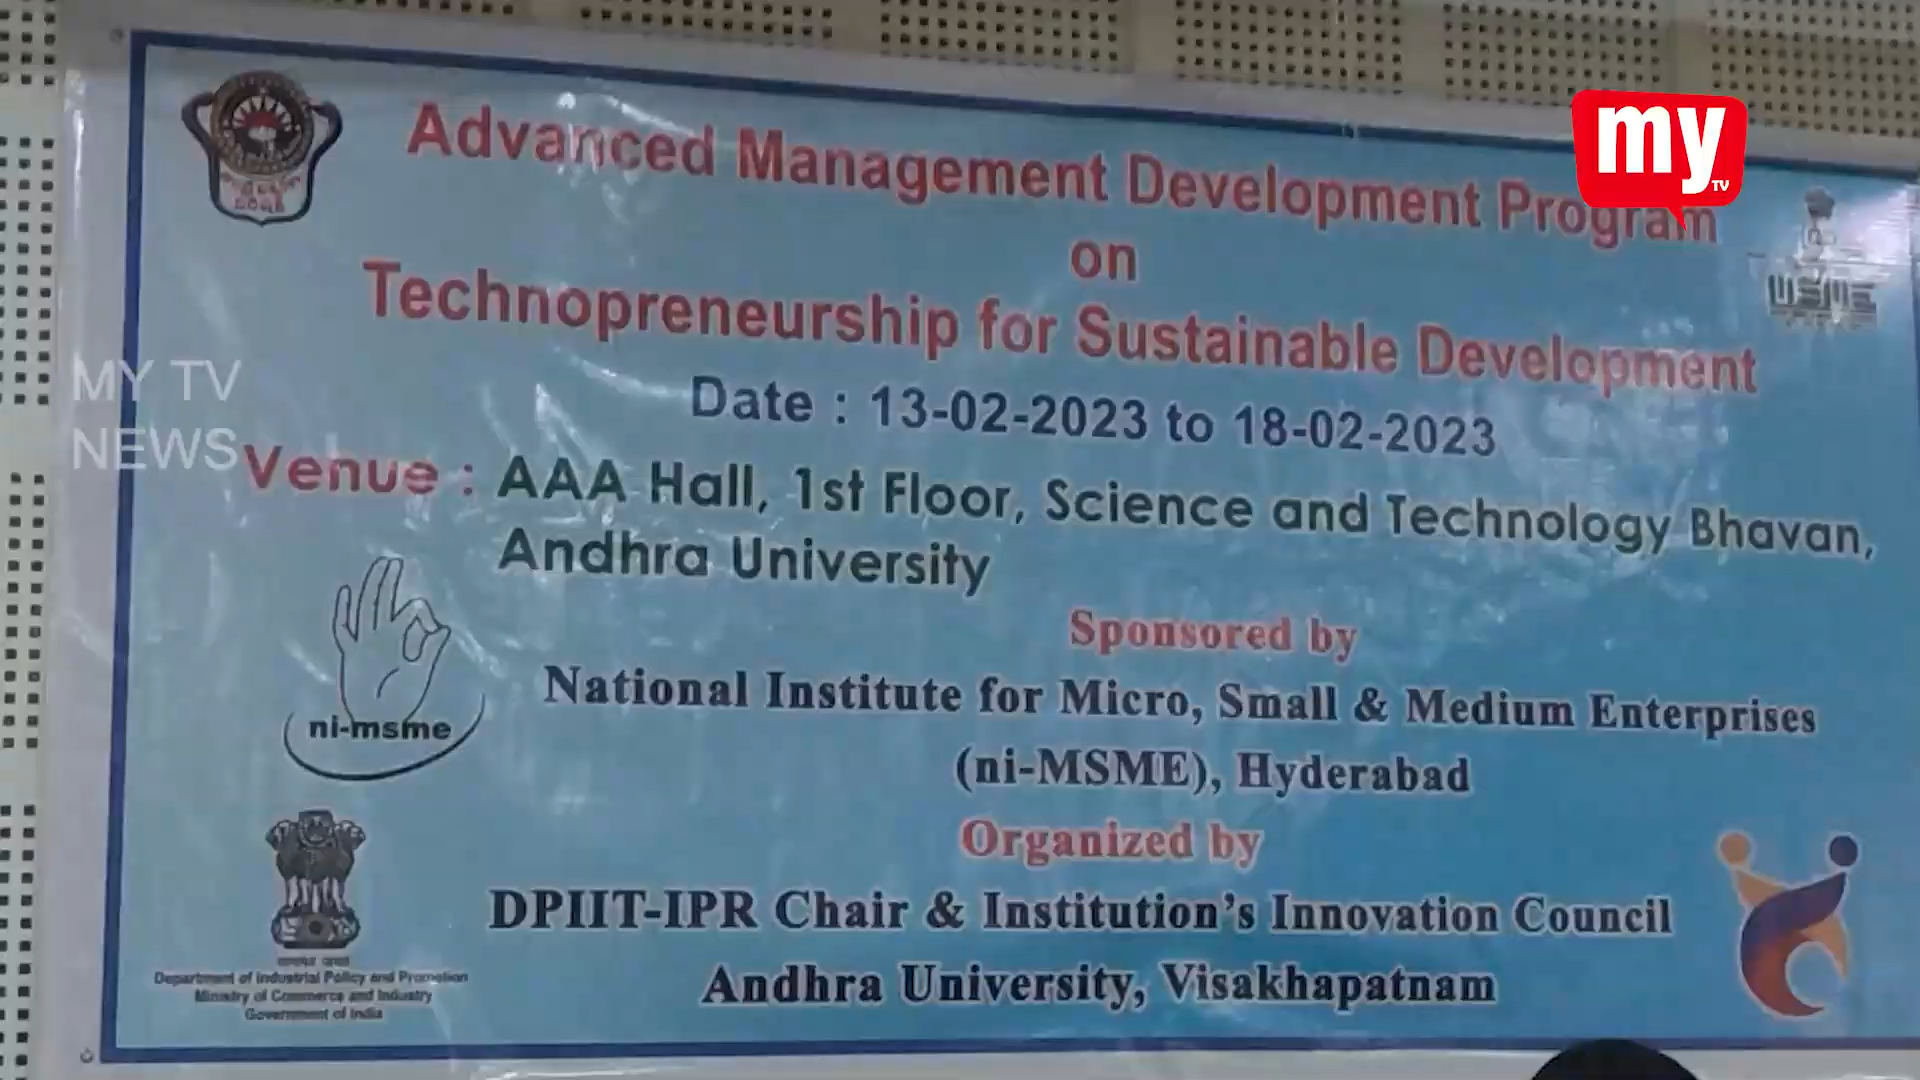 my
TV
Advanced Management Development Program
on
Technopreneurship for Sustainable Development
MSME
Date : 13-02-2023 to 18-02-2023
MY TV
NEWS
Venue : AAA Hall, 1st Floor, Science and Technology Bhavan,
Andhra University
Sponsored by
National Institute for Micro, Small & Medium Enterprises
ni-msme
(ni-MSME), Hyderabad
Organized by
DPIIT-IPR Chair & Institution's Innovation Council
Andhra University, Visakhapatnam
Department of Industrial Policy and Promotion
Ministry of Commerce and Industry
Government of India